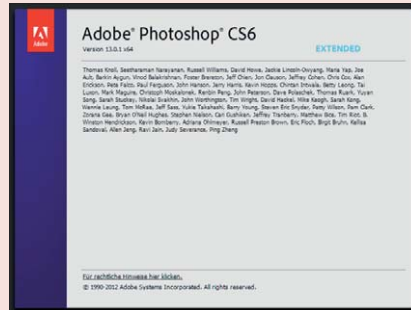 Adobe
Adobe® Photoshop® CS6
Version 13.0.1 x64
EXTENDED
Thomas Knoll, Seetharaman Narayanan, Russell Williams, David Howe, Jackie Lincoln-Owyang, Maria Yap, Joe
Ault, Barkin Aygun, Vinod Balakrishnan, Foster Brereton, Jeff Chien, Jon Clauson, Jeffrey Cohen, Chris Cox, Alan
Erickson, Pete Falco, Paul Ferguson, John Hanson, Jerry Harris, Kevin Hopps, Chintan Intwala, Betty Leong, Tai
Luxon, Mark Maguire, Christoph Moskalonek, Renbin Peng, John Peterson, Dave Polaschek, Thomas Ruark, Yuyan
Song, Sarah Stuckey, Nikolai Svakhin, John Worthington, Tim Wright, David Hackel, Mike Keogh, Sarah Kong,
Wennie Leung, Tom McRae, Jeff Sass, Yukie Takahashi, Barry Young, Steven Eric Snyder, Patty Wilson, Pam Clark,
Zorana Gee, Bryan O'Neil Hughes, Stephen Nielson, Cari Gushiken, Jeffrey Tranberry, Matthew Bice, Tim Riot, B.
Winston Hendrickson, Kevin Bomberry, Adriana Ohlmeyer, Russell Preston Brown, Eric Floch, Kellisa
Sandoval, Allen Jeng, Ravi Jain, Judy Severance, Ping Zheng
Für rechtliche Hinweise hier klicken.
© 1990-2012 Adobe Systems Incorporated. All rights reserved.